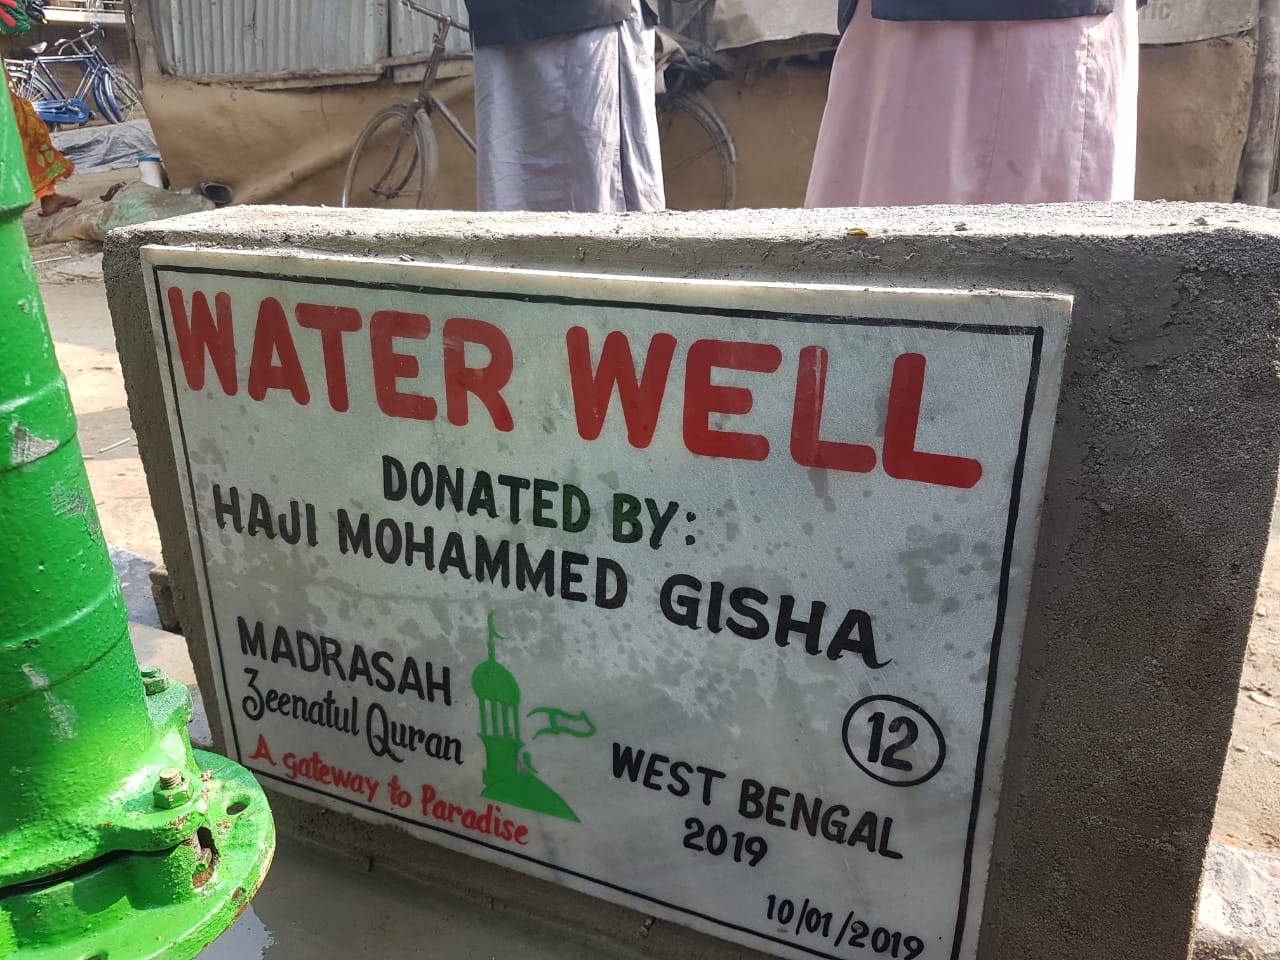 WATER WELL
DONATED BY:
HAJI MOHAMMED GISHA
MADRASAH
Zeenatul Quran
A gateway to Paradise
12
WEST BENGAL
2019
10/01/2019